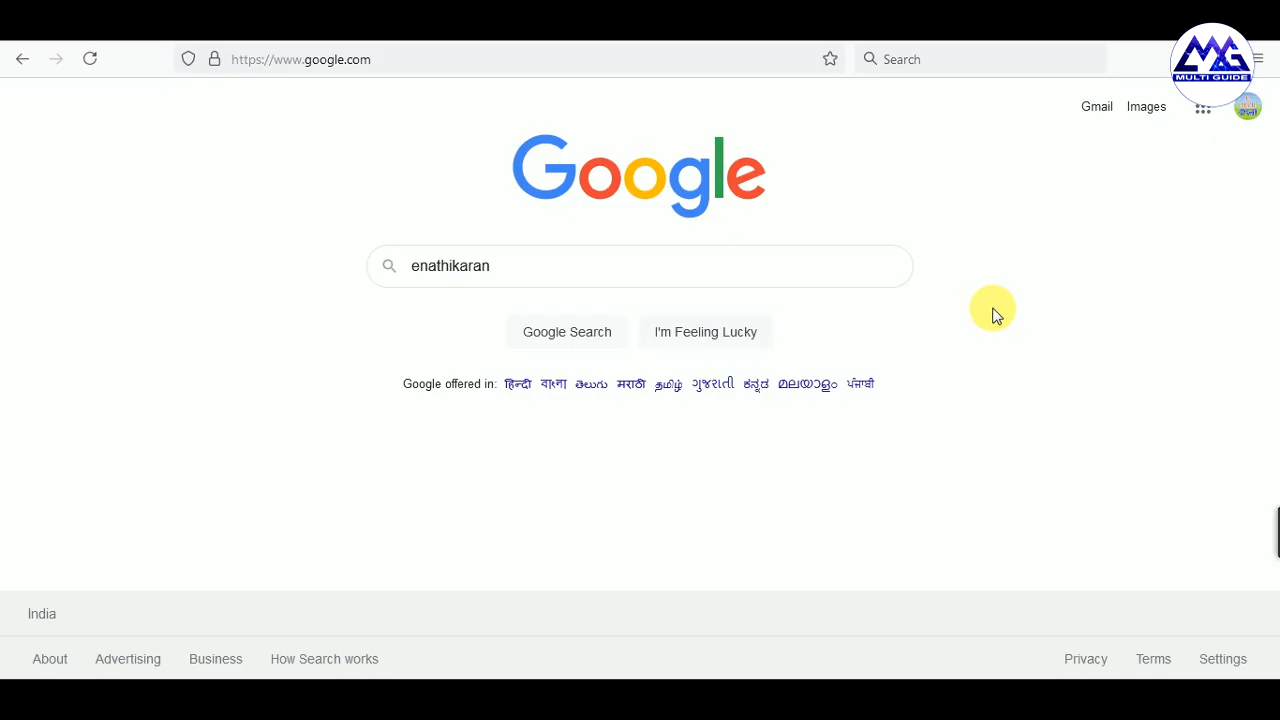 https://www.google.com
Search
MG
MULTI GUIDE
Gmail Images
Google
enathikaran
Google Search I'm Feeling Lucky
Google offered in: हिन्दी বাংলা తెలుగు मराठी தமிழ் ગુજરાતી ಕನ್ನಡ മലയാളം ਪੰਜਾਬੀ
India
About Advertising Business How Search works Privacy Terms Settings